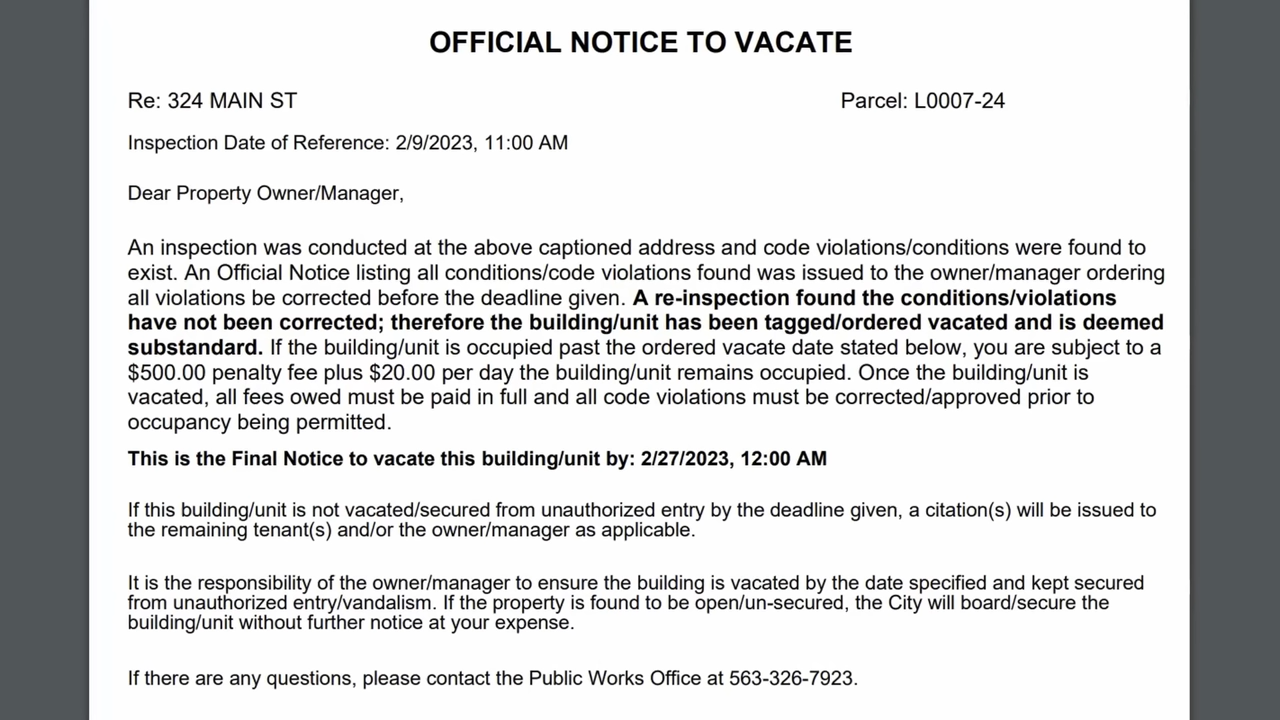 OFFICIAL NOTICE TO VACATE
Re: 324 MAIN ST Parcel: L0007-24
Inspection Date of Reference: 2/9/2023, 11:00 AM
Dear Property Owner/Manager,
An inspection was conducted at the above captioned address and code violations/conditions were found to
exist. An Official Notice listing all conditions/code violations found was issued to the owner/manager ordering
all violations be corrected before the deadline given. A re-inspection found the conditions/violations
have not been corrected; therefore the building/unit has been tagged/ordered vacated and is deemed
substandard. If the building/unit is occupied past the ordered vacate date stated below, you are subject to a
$500.00 penalty fee plus $20.00 per day the building/unit remains occupied. Once the building/unit is
vacated, all fees owed must be paid in full and all code violations must be corrected/approved prior to
occupancy being permitted.
This is the Final Notice to vacate this building/unit by: 2/27/2023, 12:00 AM
If this building/unit is not vacated/secured from unauthorized entry by the deadline given, a citation(s) will be issued to
the remaining tenant(s) and/or the owner/manager as applicable.
It is the responsibility of the owner/manager to ensure the building is vacated by the date specified and kept secured
from unauthorized entry/vandalism. If the property is found to be open/un-secured, the City will board/secure the
building/unit without further notice at your expense.
If there are any questions, please contact the Public Works Office at 563-326-7923.